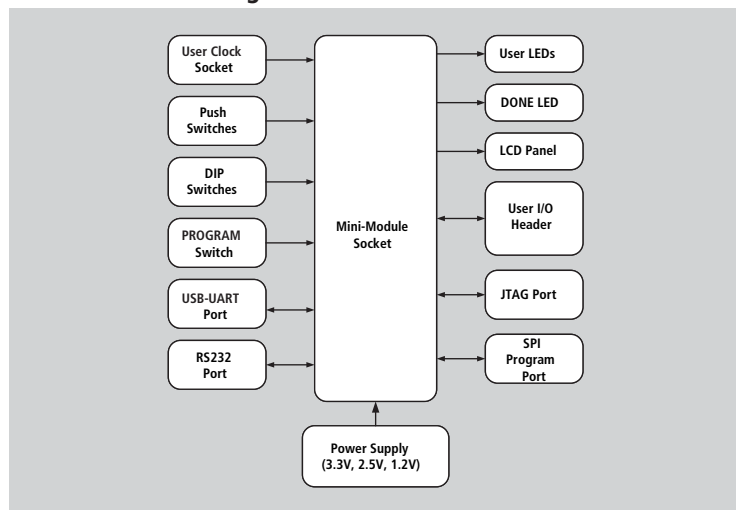 User Clock
Socket
Push
Switches
DIP
Switches
PROGRAM
Switch
USB-UART
Port
RS232
Port
Mini-Module
Socket
User LEDs
DONE LED
LCD Panel
User I/O
Header
JTAG Port
SPI
Program
Port
Power Supply
(3.3V, 2.5V, 1.2V)